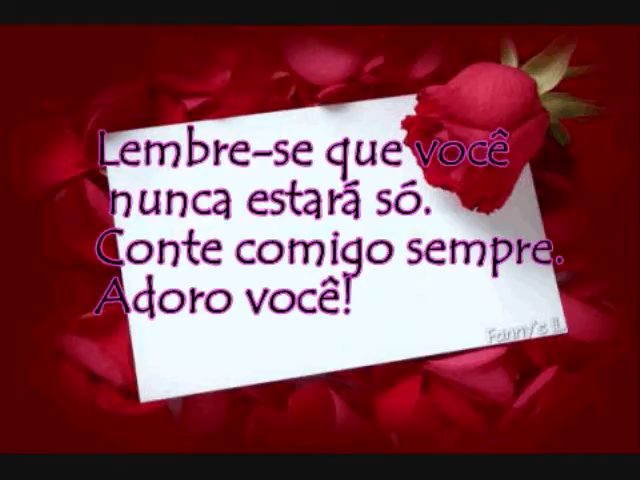 Lembre-se que você
nunca estará só.
Conte comigo sempre.
Adoro você!